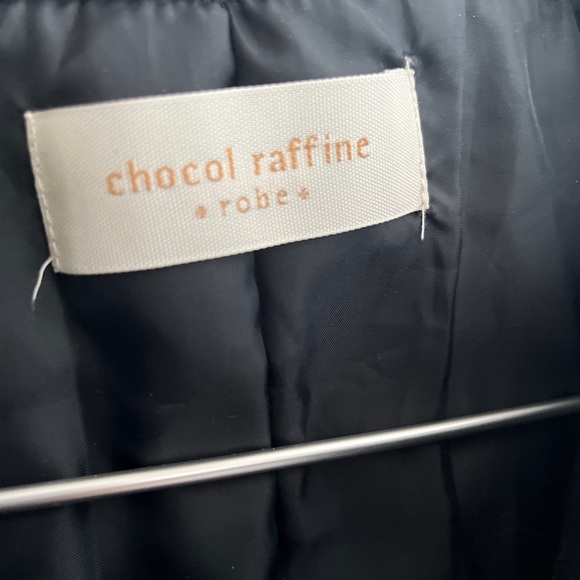 chocol raffine
* robe *